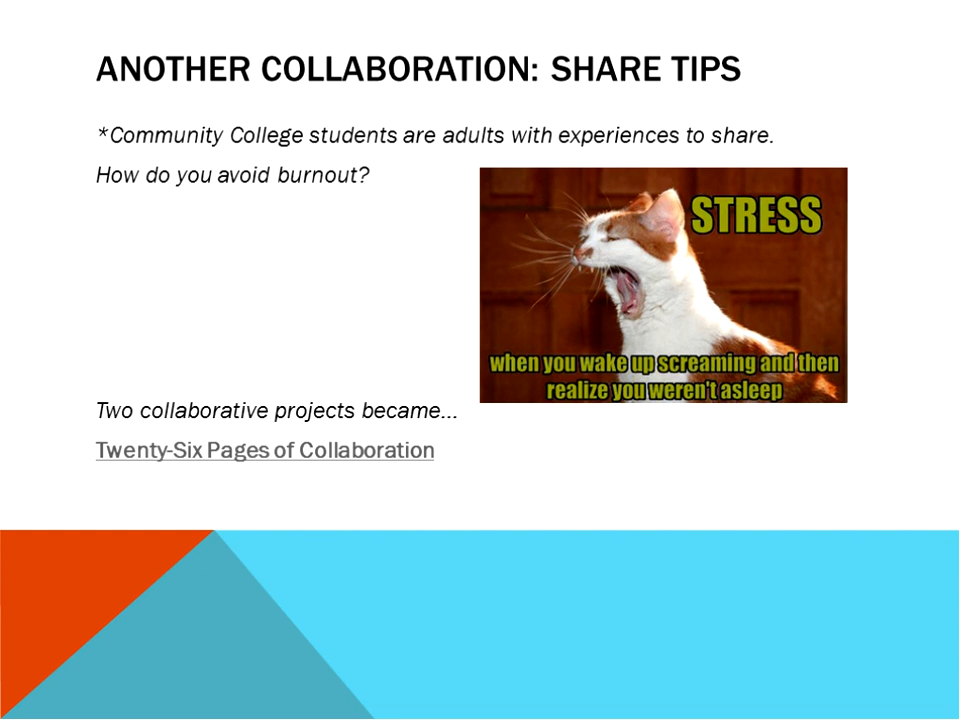 ANOTHER COLLABORATION: SHARE TIPS
*Community College students are adults with experiences to share.
How do you avoid burnout?
STRESS
when you wake up screaming and then
realize you weren't asleep
Two collaborative projects became...
Twenty-Six Pages of Collaboration